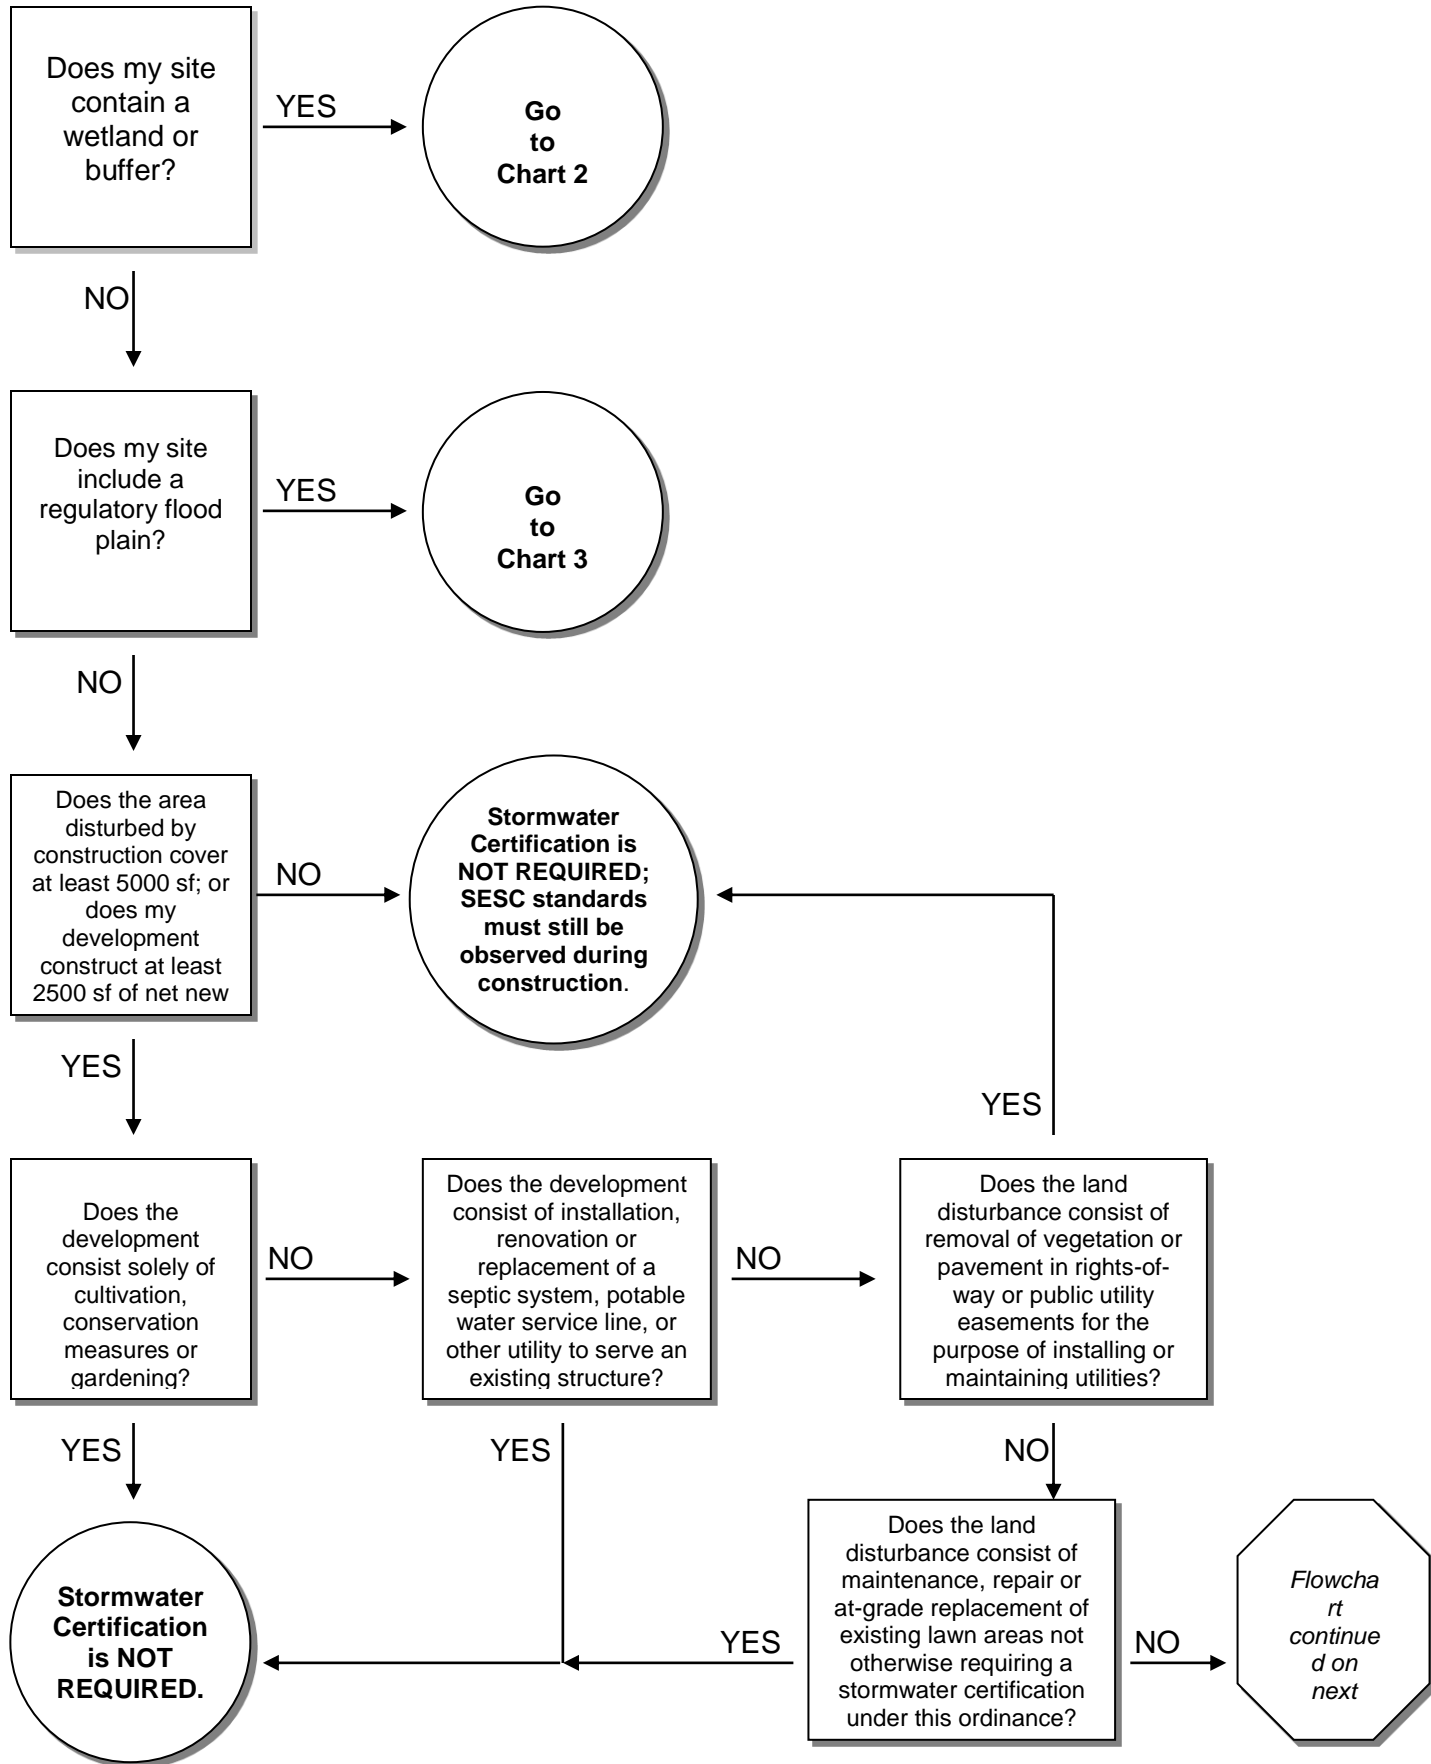 Does my site
contain a
wetland or
buffer?
YES
Go
to
Chart 2
NO
Does my site
include a
regulatory flood
plain?
YES
Go
to
Chart 3
NO
Does the area
disturbed by
construction cover
at least 5000 sf; or
does my
development
construct at least
2500 sf of net new
NO
Stormwater
Certification is
NOT REQUIRED;
SESC standards
must still be
observed during
construction.
YES
YES
Does the
development
consist solely of
cultivation,
conservation
measures or
gardening?
NO
Does the development
consist of installation,
renovation or
replacement of a
septic system, potable
water service line, or
other utility to serve an
existing structure?
NO
Does the land
disturbance consist of
removal of vegetation or
pavement in rights-of-
way or public utility
easements for the
purpose of installing or
maintaining utilities?
YES
YES
NO
Stormwater
Certification
is NOT
REQUIRED.
YES
Does the land
disturbance consist of
maintenance, repair or
at-grade replacement of
existing lawn areas not
otherwise requiring a
stormwater certification
under this ordinance?
NO
Flowcha
rt
continue
d on
next